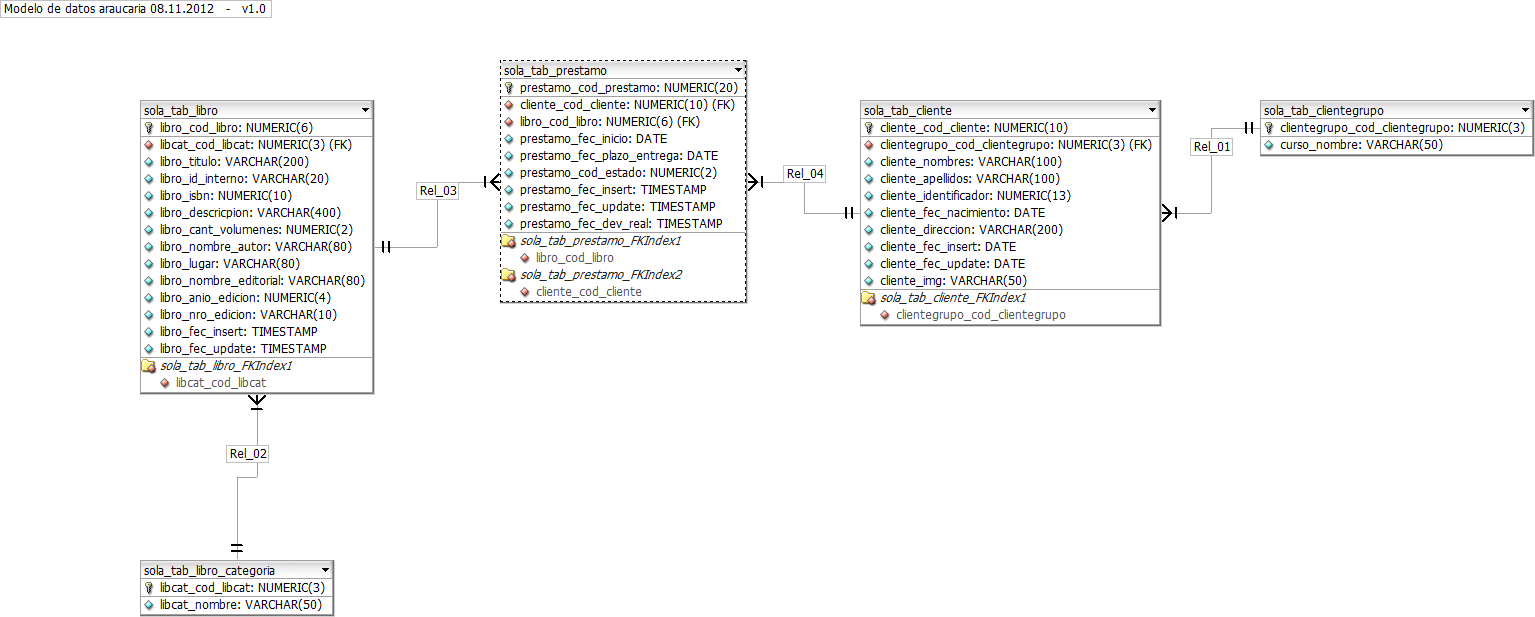 Modelo de datos araucaria 08.11.2012 - v1.0
sola_tab_libro
libro_cod_libro: NUMERIC(6)
libcat_cod_libcat: NUMERIC(3) (FK)
libro_titulo: VARCHAR(200)
libro_id_interno: VARCHAR(20)
libro_isbn: NUMERIC(10)
libro_descricpion: VARCHAR(400)
libro_cant_volumenes: NUMERIC(2)
libro_nombre_autor: VARCHAR(80)
libro_lugar: VARCHAR(80)
libro_nombre_editorial: VARCHAR(80)
libro_anio_edicion: NUMERIC(4)
libro_nro_edicion: VARCHAR(10)
libro_fec_insert: TIMESTAMP
libro_fec_update: TIMESTAMP
sola_tab_libro_FKIndex1
libcat_cod_libcat
Rel_03
sola_tab_prestamo
prestamo_cod_prestamo: NUMERIC(20)
cliente_cod_cliente: NUMERIC(10) (FK)
libro_cod_libro: NUMERIC(6) (FK)
prestamo_fec_inicio: DATE
prestamo_fec_plazo_entrega: DATE
prestamo_cod_estado: NUMERIC(2)
prestamo_fec_insert: TIMESTAMP
prestamo_fec_update: TIMESTAMP
prestamo_fec_dev_real: TIMESTAMP
sola_tab_prestamo_FKIndex1
libro_cod_libro
sola_tab_prestamo_FKIndex2
cliente_cod_cliente
Rel_04
sola_tab_cliente
cliente_cod_cliente: NUMERIC(10)
clientegrupo_cod_clientegrupo: NUMERIC(3) (FK)
cliente_nombres: VARCHAR(100)
cliente_apellidos: VARCHAR(100)
cliente_identificador: NUMERIC(13)
cliente_fec_nacimiento: DATE
cliente_direccion: VARCHAR(200)
cliente_fec_insert: DATE
cliente_fec_update: DATE
cliente_img: VARCHAR(50)
sola_tab_cliente_FKIndex1
clientegrupo_cod_clientegrupo
Rel_01
sola_tab_clientegrupo
clientegrupo_cod_clientegrupo: NUMERIC(3)
curso_nombre: VARCHAR(50)
Rel_02
sola_tab_libro_categoria
libcat_cod_libcat: NUMERIC(3)
libcat_nombre: VARCHAR(50)